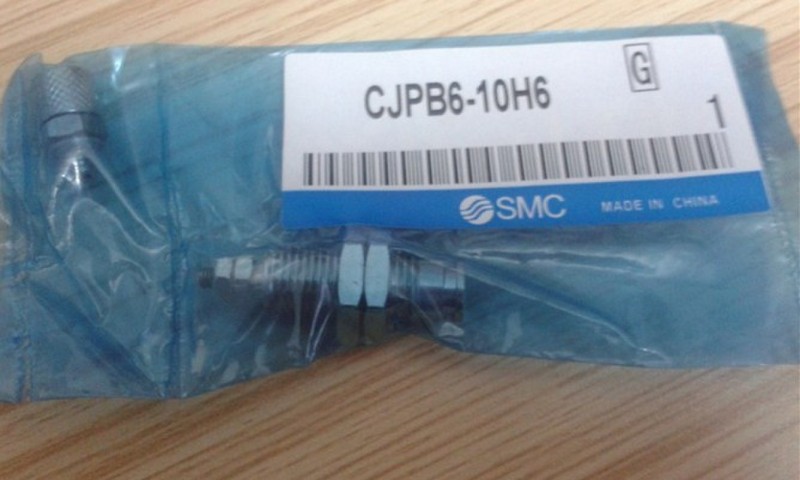 G
CJPB6-10H6
1
SMC MADE IN CHINA